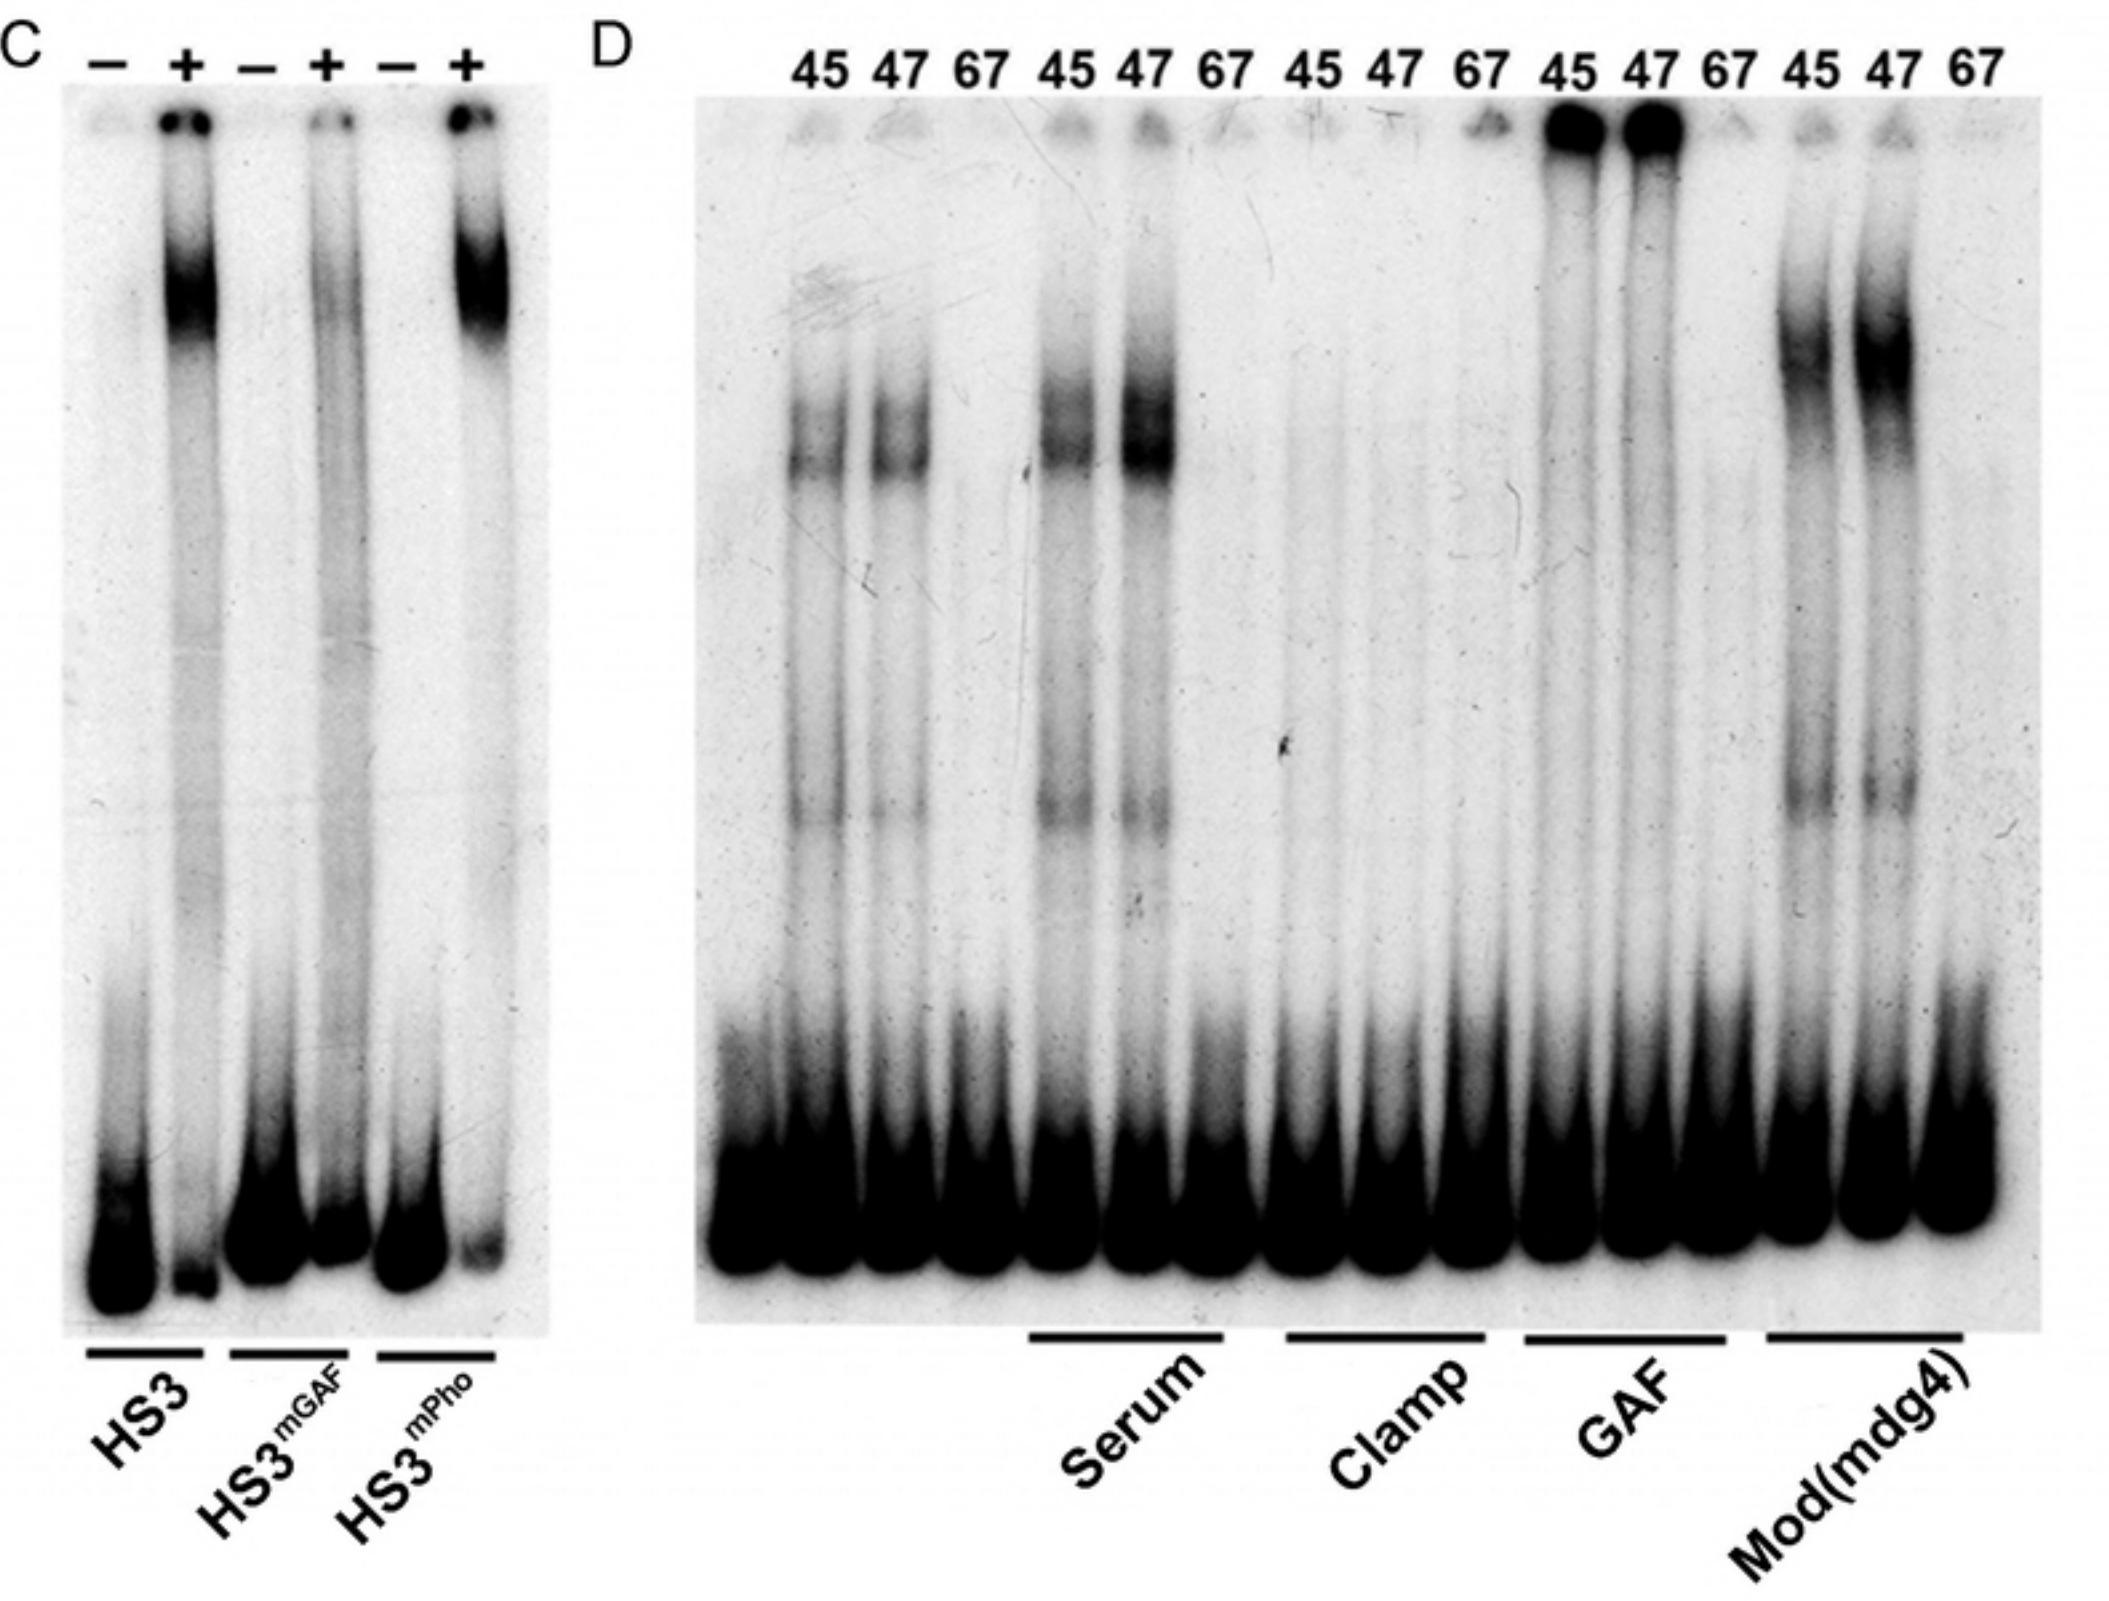 C
− + − + − +
HS3
HS3mGAF
HS3mPho
D
45 47 67 45 47 67 45 47 67 45 47 67 45 47 67
Serum
Clamp
GAF
Mod(mdg4)